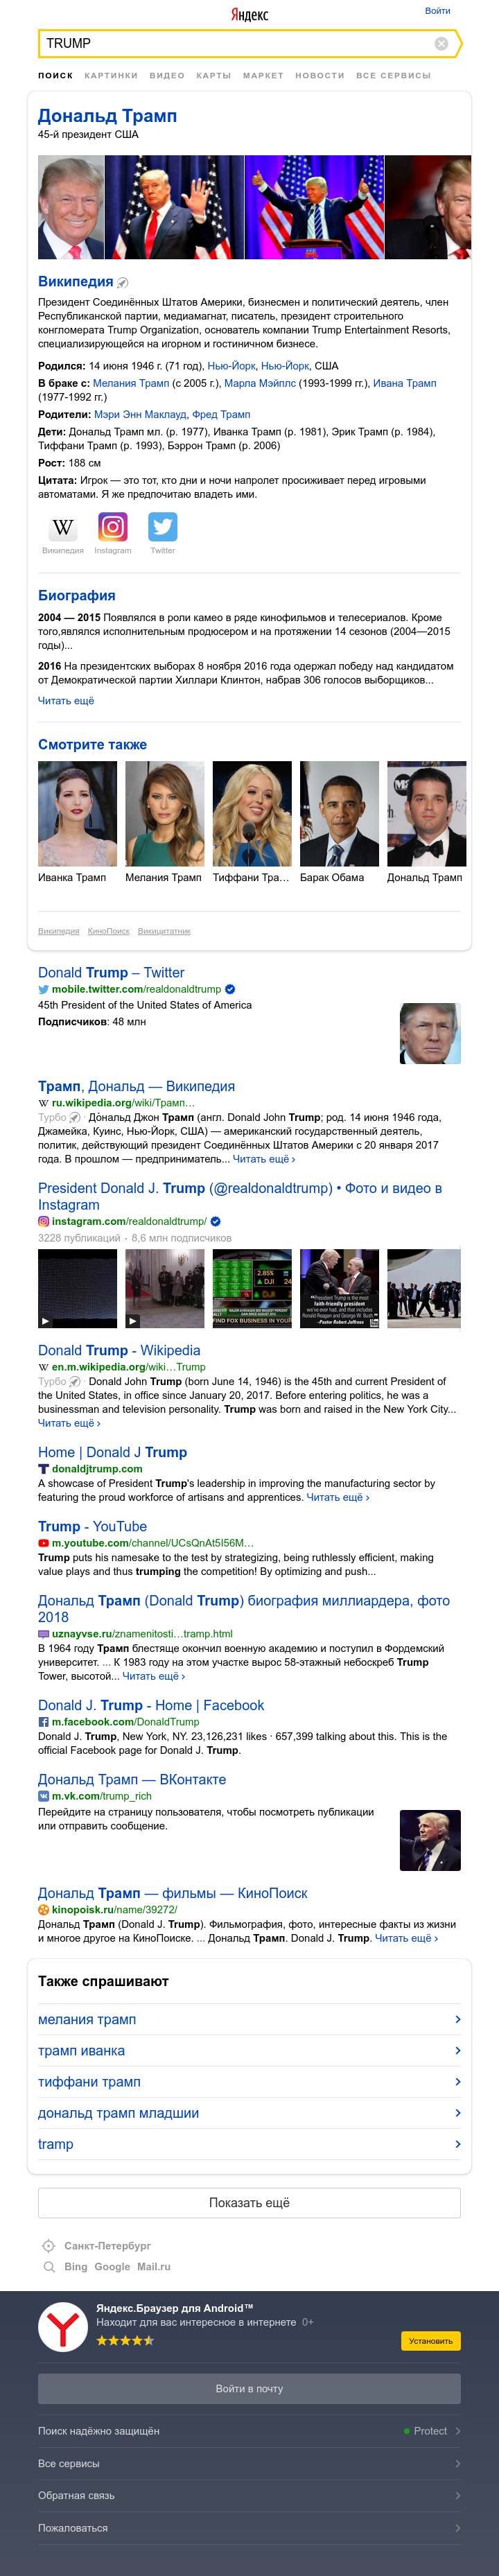 Яндекс
Войти
TRUMP
ПОИСК КАРТИНКИ ВИДЕО КАРТЫ МАРКЕТ НОВОСТИ ВСЕ СЕРВИСЫ
Дональд Трамп
45-й президент США
Википедия
Президент Соединённых Штатов Америки, бизнесмен и политический деятель, член
Республиканской партии, медиамагнат, писатель, президент строительного
конгломерата Trump Organization, основатель компании Trump Entertainment Resorts,
специализирующейся на игорном и гостиничном бизнесе.
Родился: 14 июня 1946 г. (71 год), Нью-Йорк, Нью-Йорк, США
В браке с: Мелания Трамп (с 2005 г.), Марла Мэйплс (1993-1999 гг.), Ивана Трамп
(1977-1992 гг.)
Родители: Мэри Энн Маклауд, Фред Трамп
Дети: Дональд Трамп мл. (р. 1977), Иванка Трамп (р. 1981), Эрик Трамп (р. 1984),
Тиффани Трамп (р. 1993), Бэррон Трамп (р. 2006)
Рост: 188 см
Цитата: Игрок — это тот, кто дни и ночи напролет просиживает перед игровыми
автоматами. Я же предпочитаю владеть ими.
W
Википедия Instagram Twitter
Биография
2004 — 2015 Появлялся в роли камео в ряде кинофильмов и телесериалов. Кроме
того,являлся исполнительным продюсером и на протяжении 14 сезонов (2004—2015
годы)...
2016 На президентских выборах 8 ноября 2016 года одержал победу над кандидатом
от Демократической партии Хиллари Клинтон, набрав 306 голосов выборщиков...
Читать ещё
Смотрите также
Иванка Трамп Мелания Трамп Тиффани Тра... Барак Обама Дональд Трамп
Википедия КиноПоиск Викицитатник
Donald Trump – Twitter
mobile.twitter.com/realdonaldtrump
45th President of the United States of America
Подписчиков: 48 млн
Трамп, Дональд — Википедия
W ru.wikipedia.org/wiki/Трамп…
Турбо · До́нальд Джон Трамп (англ. Donald John Trump; род. 14 июня 1946 года,
Джамейка, Куинс, Нью-Йорк, США) — американский государственный деятель,
политик, действующий президент Соединённых Штатов Америки с 20 января 2017
года. В прошлом — предприниматель... Читать ещё ›
President Donald J. Trump (@realdonaldtrump) • Фото и видео в
Instagram
instagram.com/realdonaldtrump/
3228 публикаций · 8,6 млн подписчиков
2.85%
DJI
FIND FOX BUSINESS IN YOUR
"President Trump is the most
faith-friendly president
Pastor Robert Jeffress
Donald Trump - Wikipedia
W en.m.wikipedia.org/wiki…Trump
Турбо · Donald John Trump (born June 14, 1946) is the 45th and current President of
the United States, in office since January 20, 2017. Before entering politics, he was a
businessman and television personality. Trump was born and raised in the New York City...
Читать ещё ›
Home | Donald J Trump
donaldjtrump.com
A showcase of President Trump's leadership in improving the manufacturing sector by
featuring the proud workforce of artisans and apprentices. Читать ещё ›
Trump - YouTube
m.youtube.com/channel/UCsQnAt5I56M…
Trump puts his namesake to the test by strategizing, being ruthlessly efficient, making
value plays and thus trumping the competition! By optimizing and push...
Дональд Трамп (Donald Trump) биография миллиардера, фото
2018
uznayvse.ru/znamenitosti…tramp.html
В 1964 году Трамп блестяще окончил военную академию и поступил в Фордемский
университет. ... К 1983 году на этом участке вырос 58-этажный небоскреб Trump
Tower, высотой... Читать ещё ›
Donald J. Trump - Home | Facebook
m.facebook.com/DonaldTrump
Donald J. Trump, New York, NY. 23,126,231 likes · 657,399 talking about this. This is the
official Facebook page for Donald J. Trump.
Дональд Трамп — ВКонтакте
m.vk.com/trump_rich
Перейдите на страницу пользователя, чтобы посмотреть публикации
или отправить сообщение.
Дональд Трамп — фильмы — КиноПоиск
kinopoisk.ru/name/39272/
Дональд Трамп (Donald J. Trump). Фильмография, фото, интересные факты из жизни
и многое другое на КиноПоиске. ... Дональд Трамп. Donald J. Trump. Читать ещё ›
Также спрашивают
мелания трамп
трамп иванка
тиффани трамп
дональд трамп младшии
tramp
Показать ещё
Санкт-Петербург
Bing Google Mail.ru
Яндекс.Браузер для Android™
Находит для вас интересное в интернете 0+
Установить
Войти в почту
Поиск надёжно защищён Protect
Все сервисы
Обратная связь
Пожаловаться